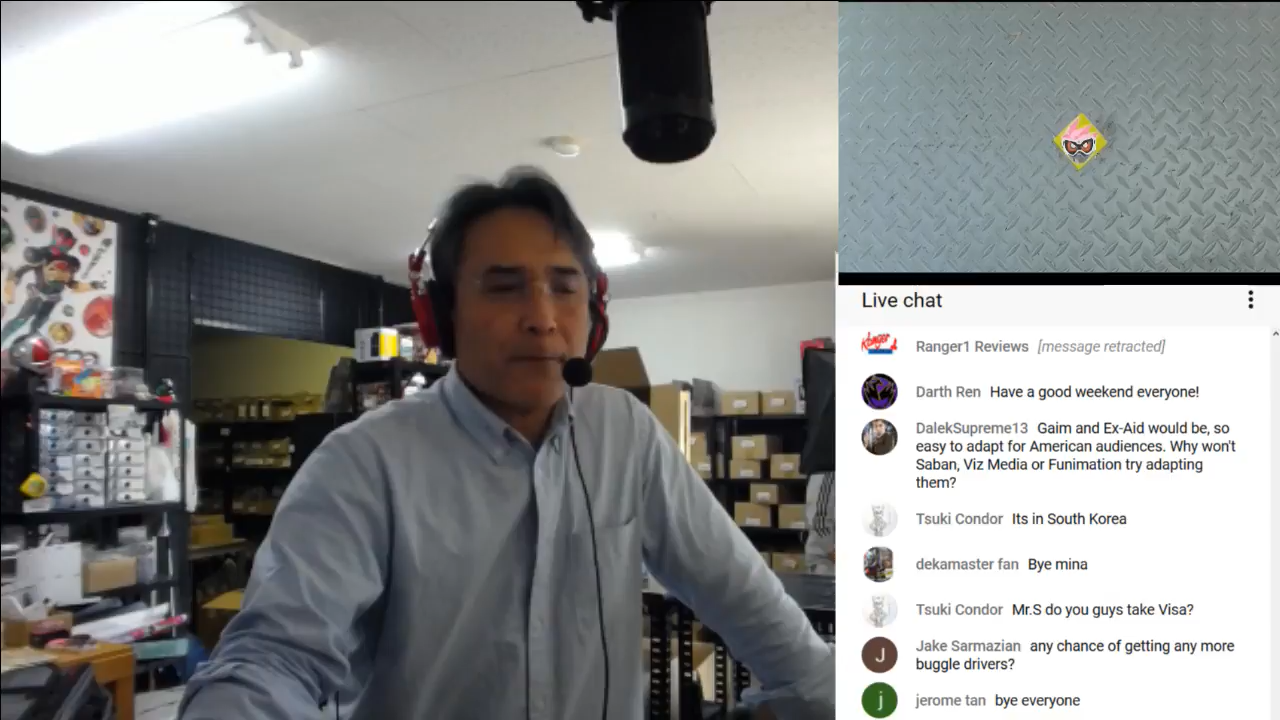 Live chat
Ranger1 Reviews [message retracted]
Darth Ren Have a good weekend everyone!
DalekSupreme13 Gaim and Ex-Aid would be, so
easy to adapt for American audiences. Why won't
Saban, Viz Media or Funimation try adapting
them?
Tsuki Condor Its in South Korea
dekamaster fan Bye mina
Tsuki Condor Mr.S do you guys take Visa?
J
Jake Sarmazian any chance of getting any more
buggle drivers?
j
jerome tan bye everyone